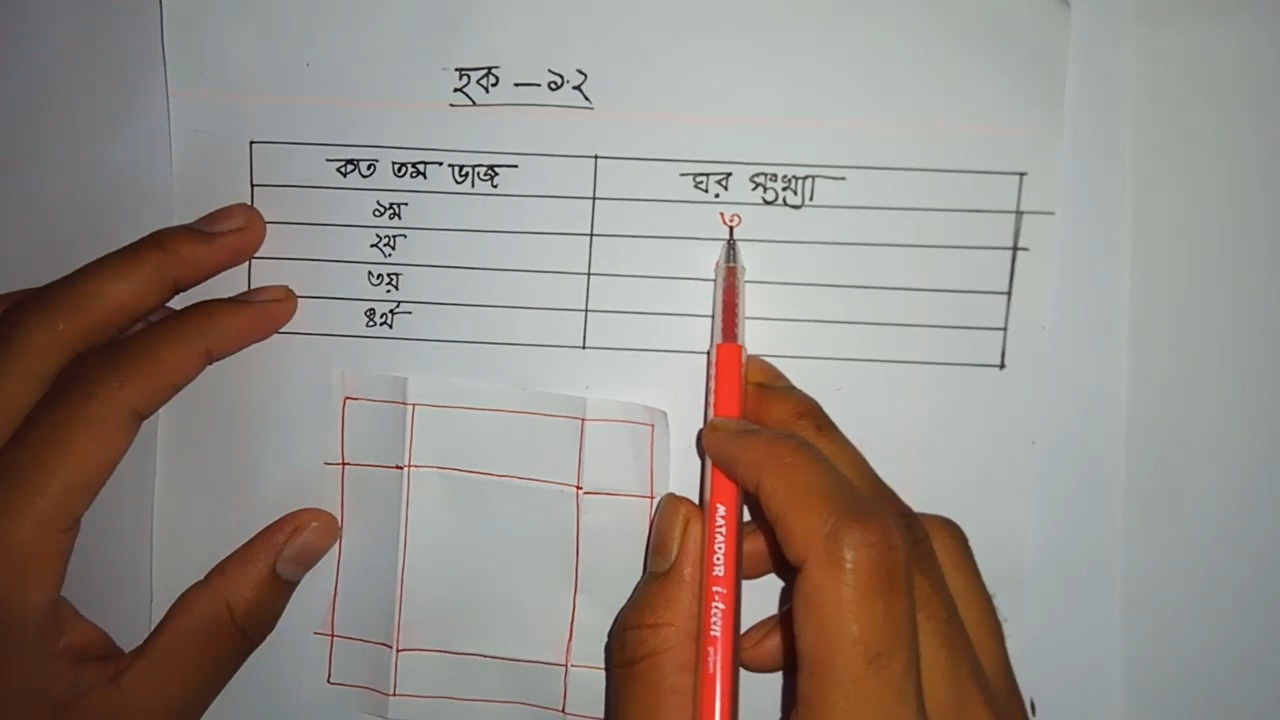 ছক – ১.২
কত তম ভাজ ঘর সংখ্যা
১ম ৩
২য়
৩য়
৪র্থ
MATADOR i-teen